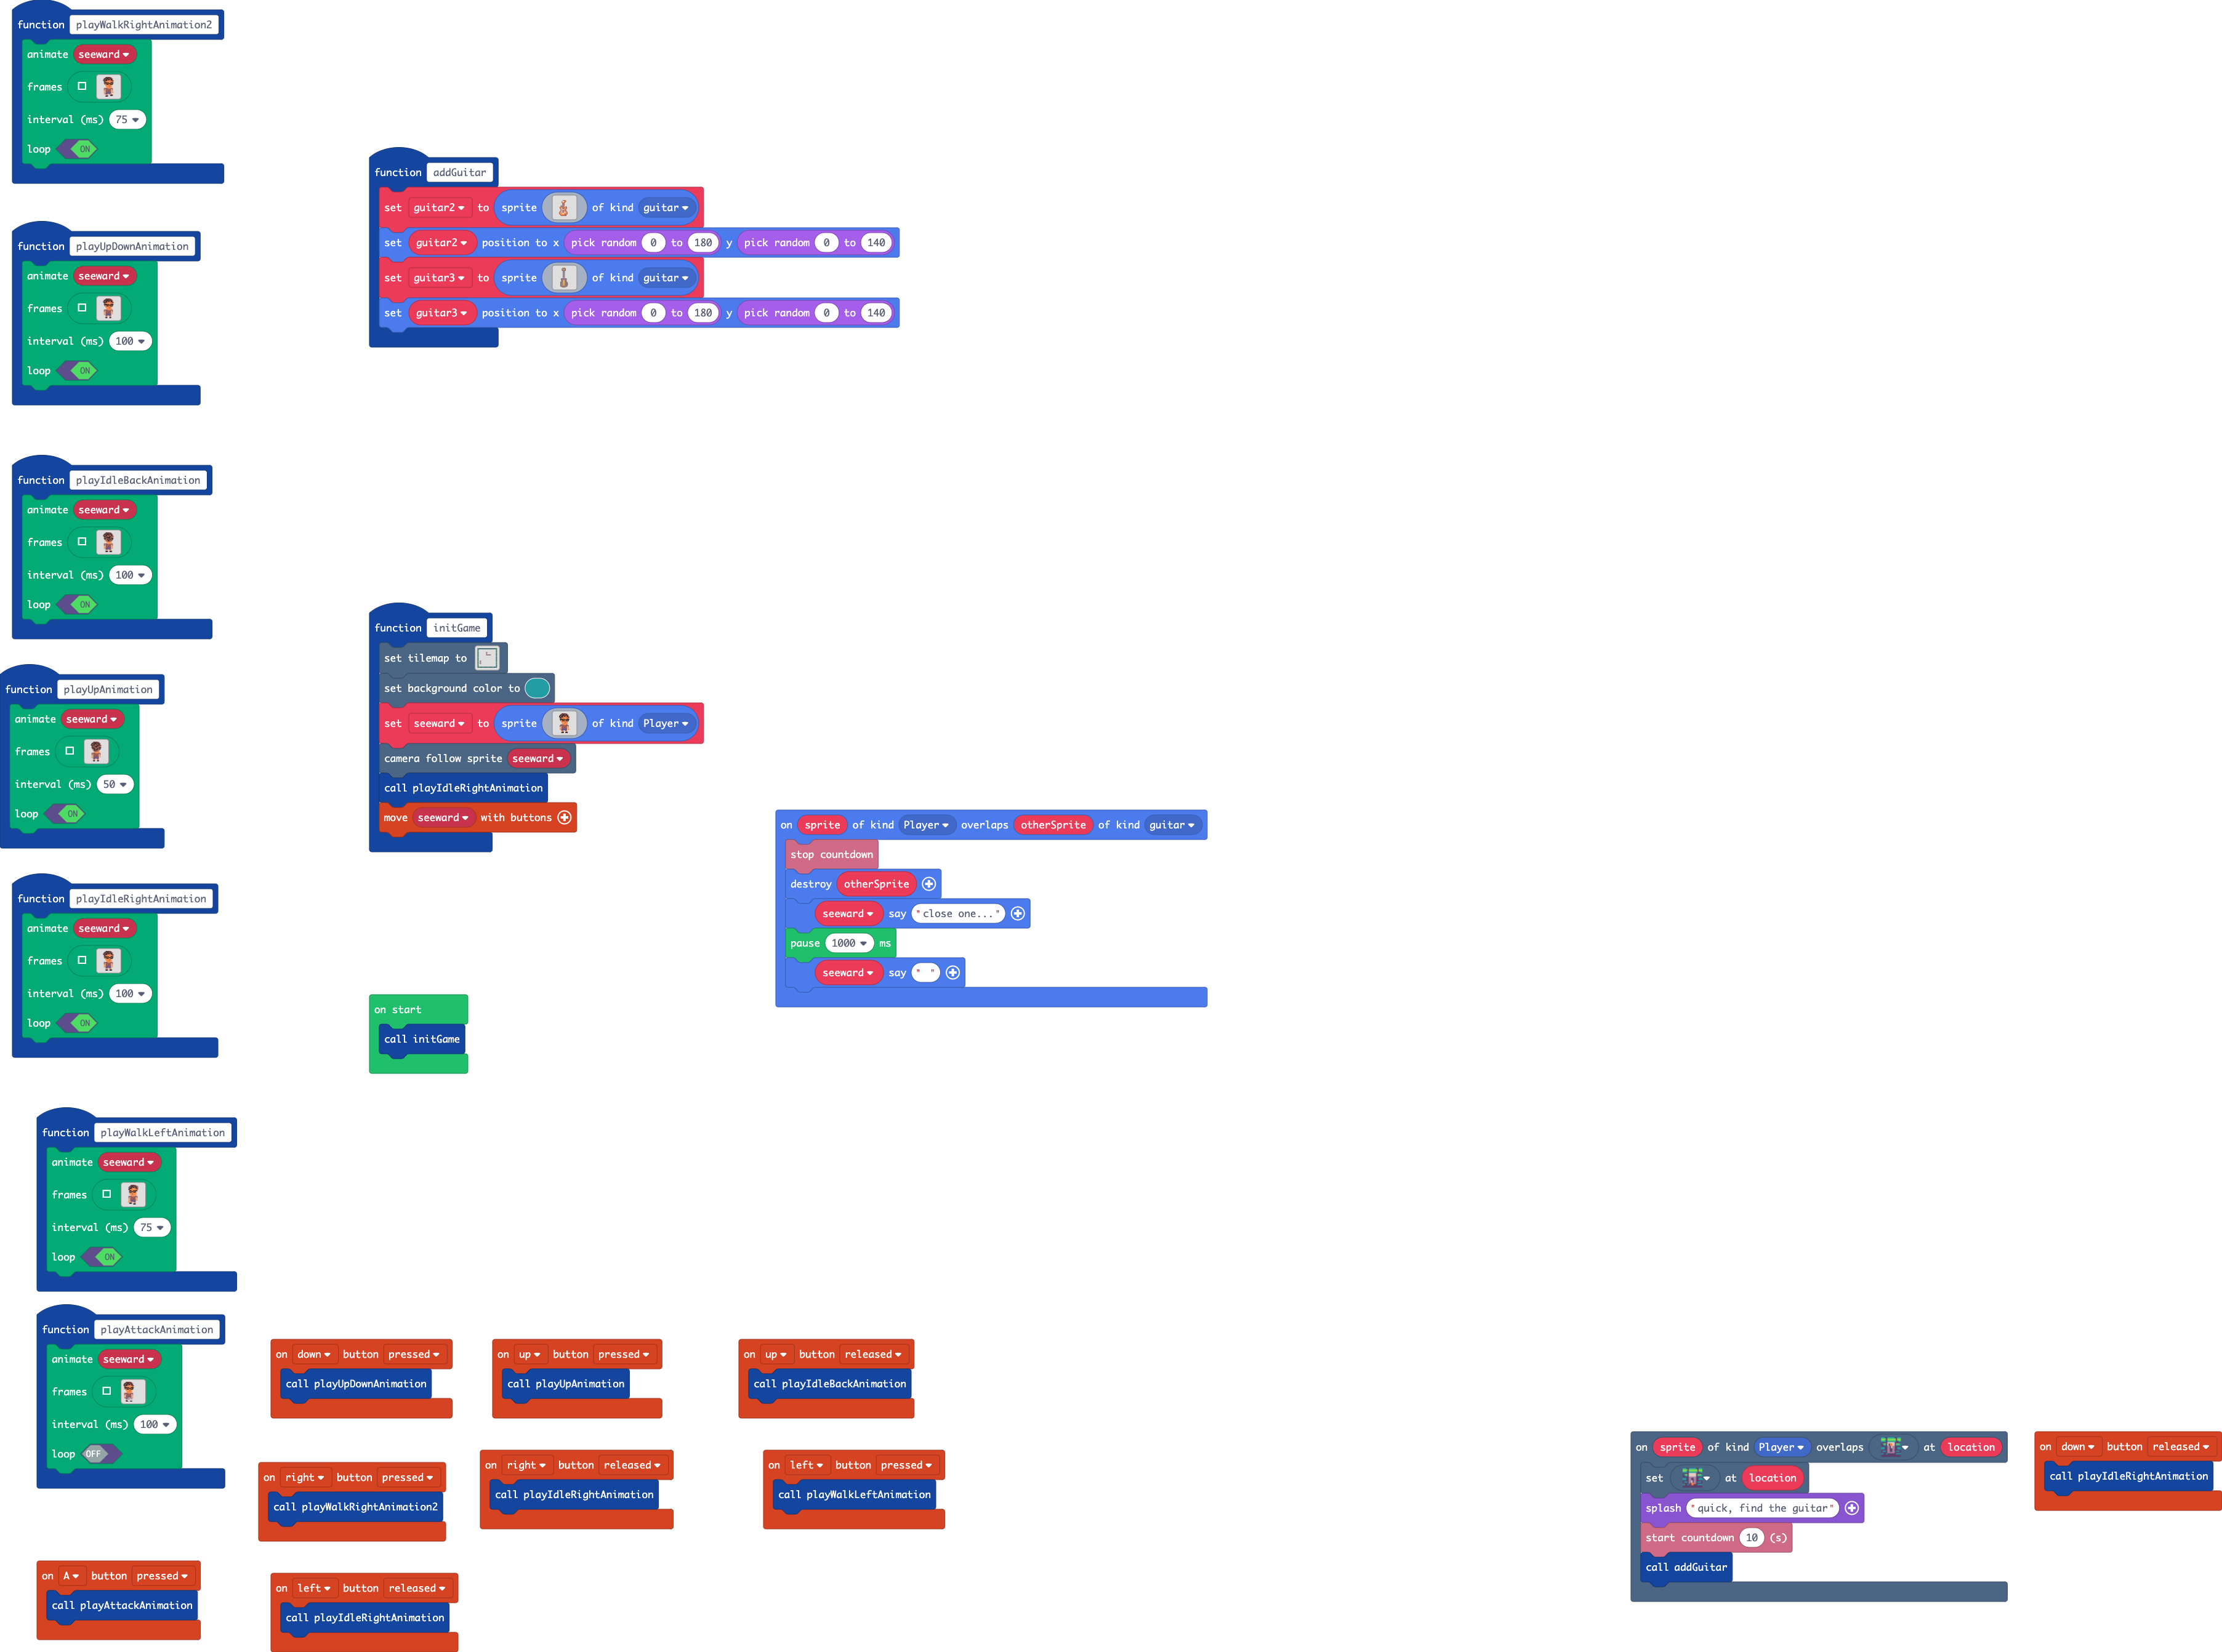 function playWalkRightAnimation2
animate seeward
frames
interval (ms) 75
loop ON
function playUpDownAnimation
animate seeward
frames
interval (ms) 100
loop ON
function playIdleBackAnimation
animate seeward
frames
interval (ms) 100
loop ON
function playUpAnimation
animate seeward
frames
interval (ms) 50
loop ON
function playIdleRightAnimation
animate seeward
frames
interval (ms) 100
loop ON
function playWalkLeftAnimation
animate seeward
frames
interval (ms) 75
loop ON
function playAttackAnimation
animate seeward
frames
interval (ms) 100
loop OFF
on A button pressed
call playAttackAnimation
function addGuitar
set guitar2 to sprite of kind guitar
set guitar2 position to x pick random 0 to 180 y pick random 0 to 140
set guitar3 to sprite of kind guitar
set guitar3 position to x pick random 0 to 180 y pick random 0 to 140
function initGame
set tilemap to
set background color to
set seeward to sprite of kind Player
camera follow sprite seeward
call playIdleRightAnimation
move seeward with buttons
on start
call initGame
on sprite of kind Player overlaps otherSprite of kind guitar
stop countdown
destroy otherSprite
seeward say "close one..."
pause 1000 ms
seeward say " "
on down button pressed
call playUpDownAnimation
on up button pressed
call playUpAnimation
on up button released
call playIdleBackAnimation
on right button pressed
call playWalkRightAnimation2
on right button released
call playIdleRightAnimation
on left button pressed
call playWalkLeftAnimation
on left button released
call playIdleRightAnimation
on sprite of kind Player overlaps at location
set at location
splash "quick, find the guitar"
start countdown 10 (s)
call addGuitar
on down button released
call playIdleRightAnimation